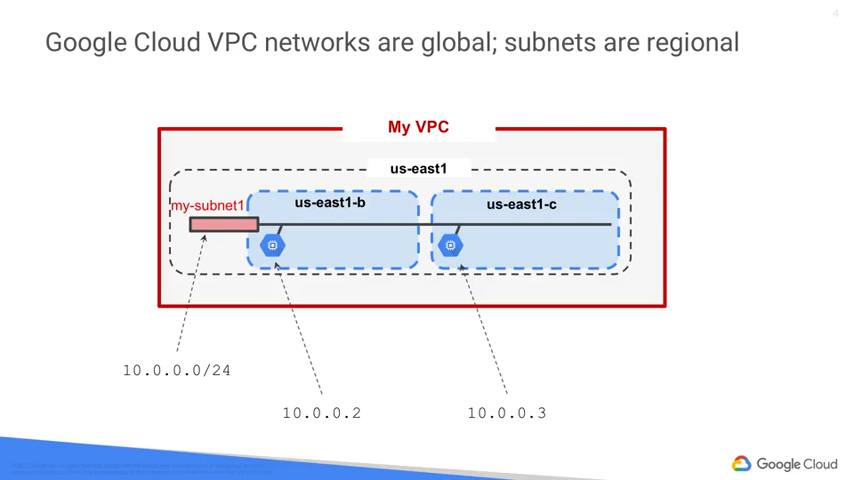 4
Google Cloud VPC networks are global; subnets are regional
My VPC
us-east1
my-subnet1
us-east1-b
us-east1-c
10.0.0.0/24
10.0.0.2
10.0.0.3
Google Cloud